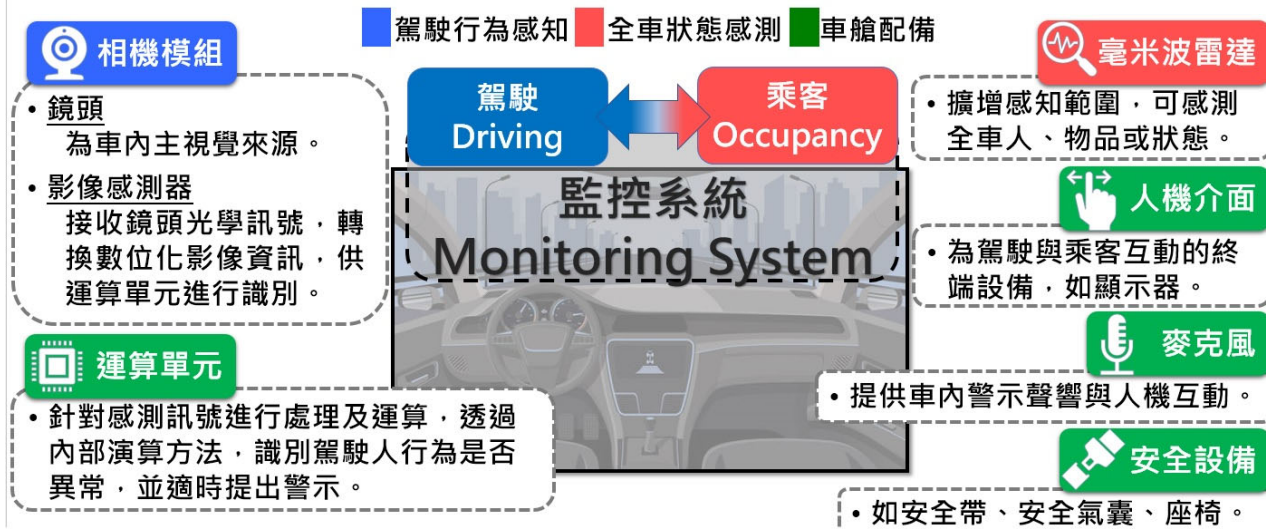 駕駛行為感知 全車狀態感測 車艙配備
相機模組
• 鏡頭
為車內主視覺來源。
• 影像感測器
接收鏡頭光學訊號，轉
換數位化影像資訊，供
運算單元進行識別。
運算單元
• 針對感測訊號進行處理及運算，透過
內部演算方法，識別駕駛人行為是否
異常，並適時提出警示。
駕駛
Driving
乘客
Occupancy
監控系統
Monitoring System
毫米波雷達
• 擴增感知範圍，可感測
全車人、物品或狀態。
人機介面
• 為駕駛與乘客互動的終
端設備，如顯示器。
麥克風
• 提供車內警示聲響與人機互動。
安全設備
• 如安全帶、安全氣囊、座椅。